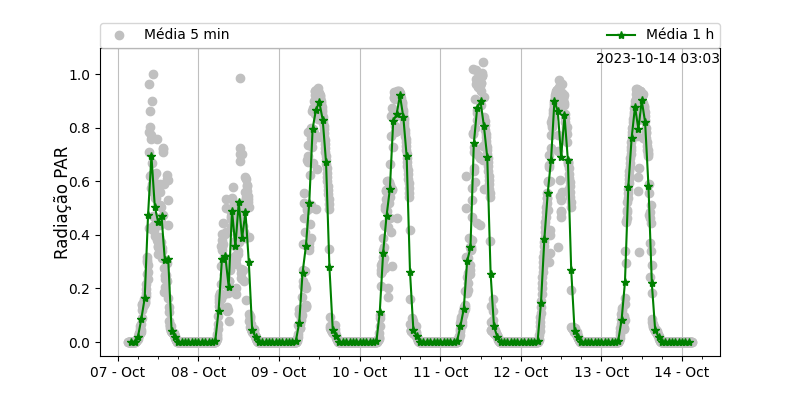 Média 5 min
Média 1 h
2023-10-14 03:03
Radiação PAR
1.0
0.8
0.6
0.4
0.2
0.0
07 - Oct
08 - Oct
09 - Oct
10 - Oct
11 - Oct
12 - Oct
13 - Oct
14 - Oct